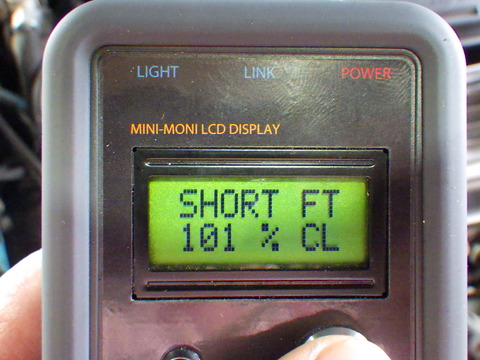 LIGHT LINK POWER
MINI-MONI LCD DISPLAY
SHORT FT
101 % CL